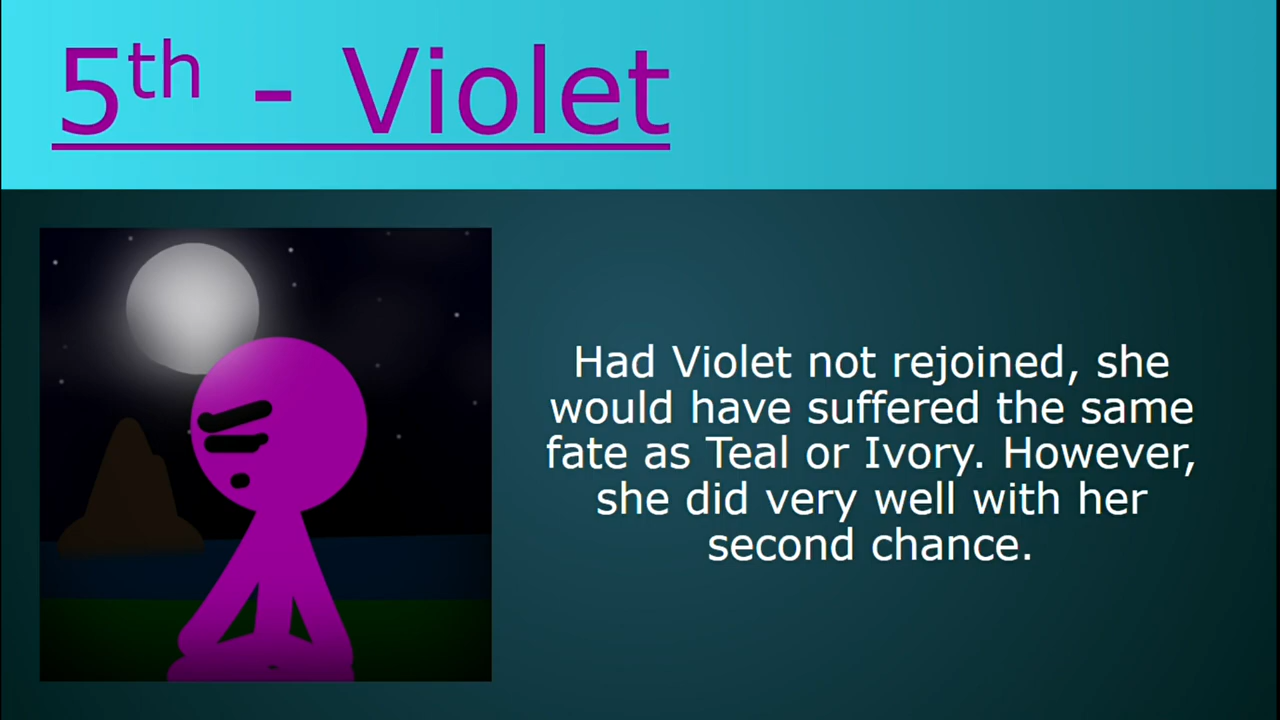 5th - Violet
Had Violet not rejoined, she
would have suffered the same
fate as Teal or Ivory. However,
she did very well with her
second chance.